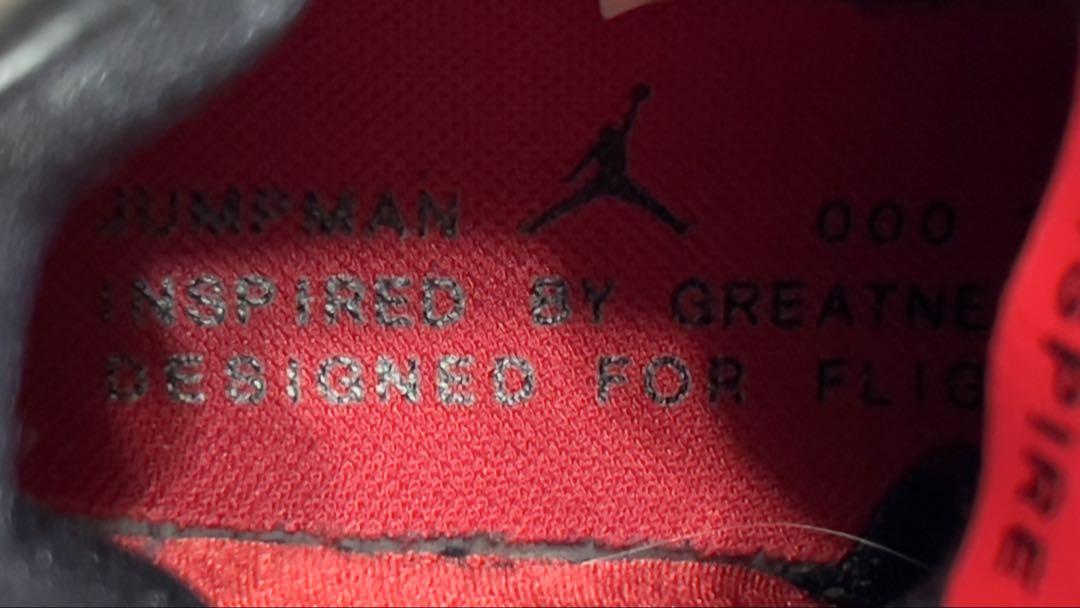 JUMPMAN 000
INSPIRED BY GREATNE
DESIGNED FOR FLIG